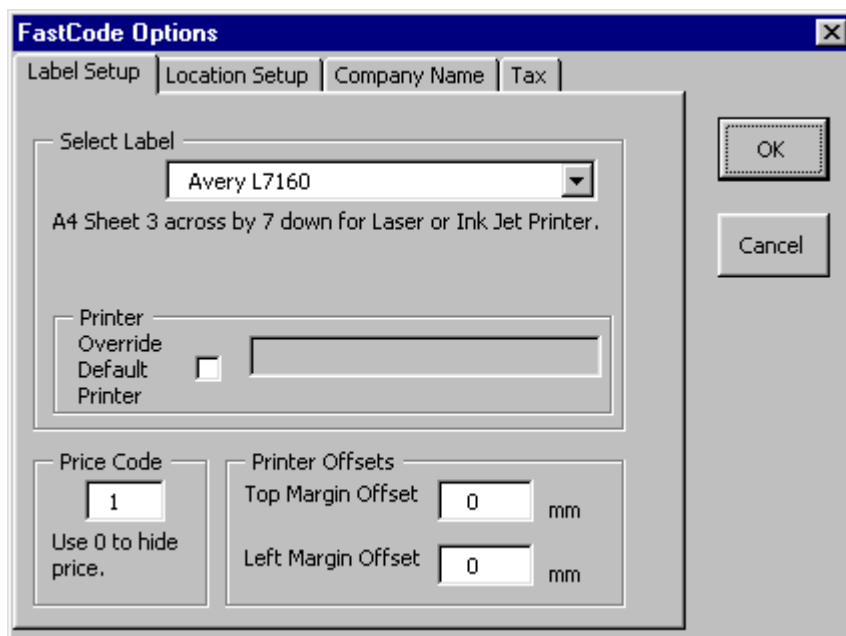 FastCode Options
Label Setup Location Setup Company Name Tax
Select Label
Avery L7160
A4 Sheet 3 across by 7 down for Laser or Ink Jet Printer.
Printer
Override
Default
Printer
OK
Cancel
Price Code
1
Use 0 to hide
price.
Printer Offsets
Top Margin Offset 0 mm
Left Margin Offset 0 mm